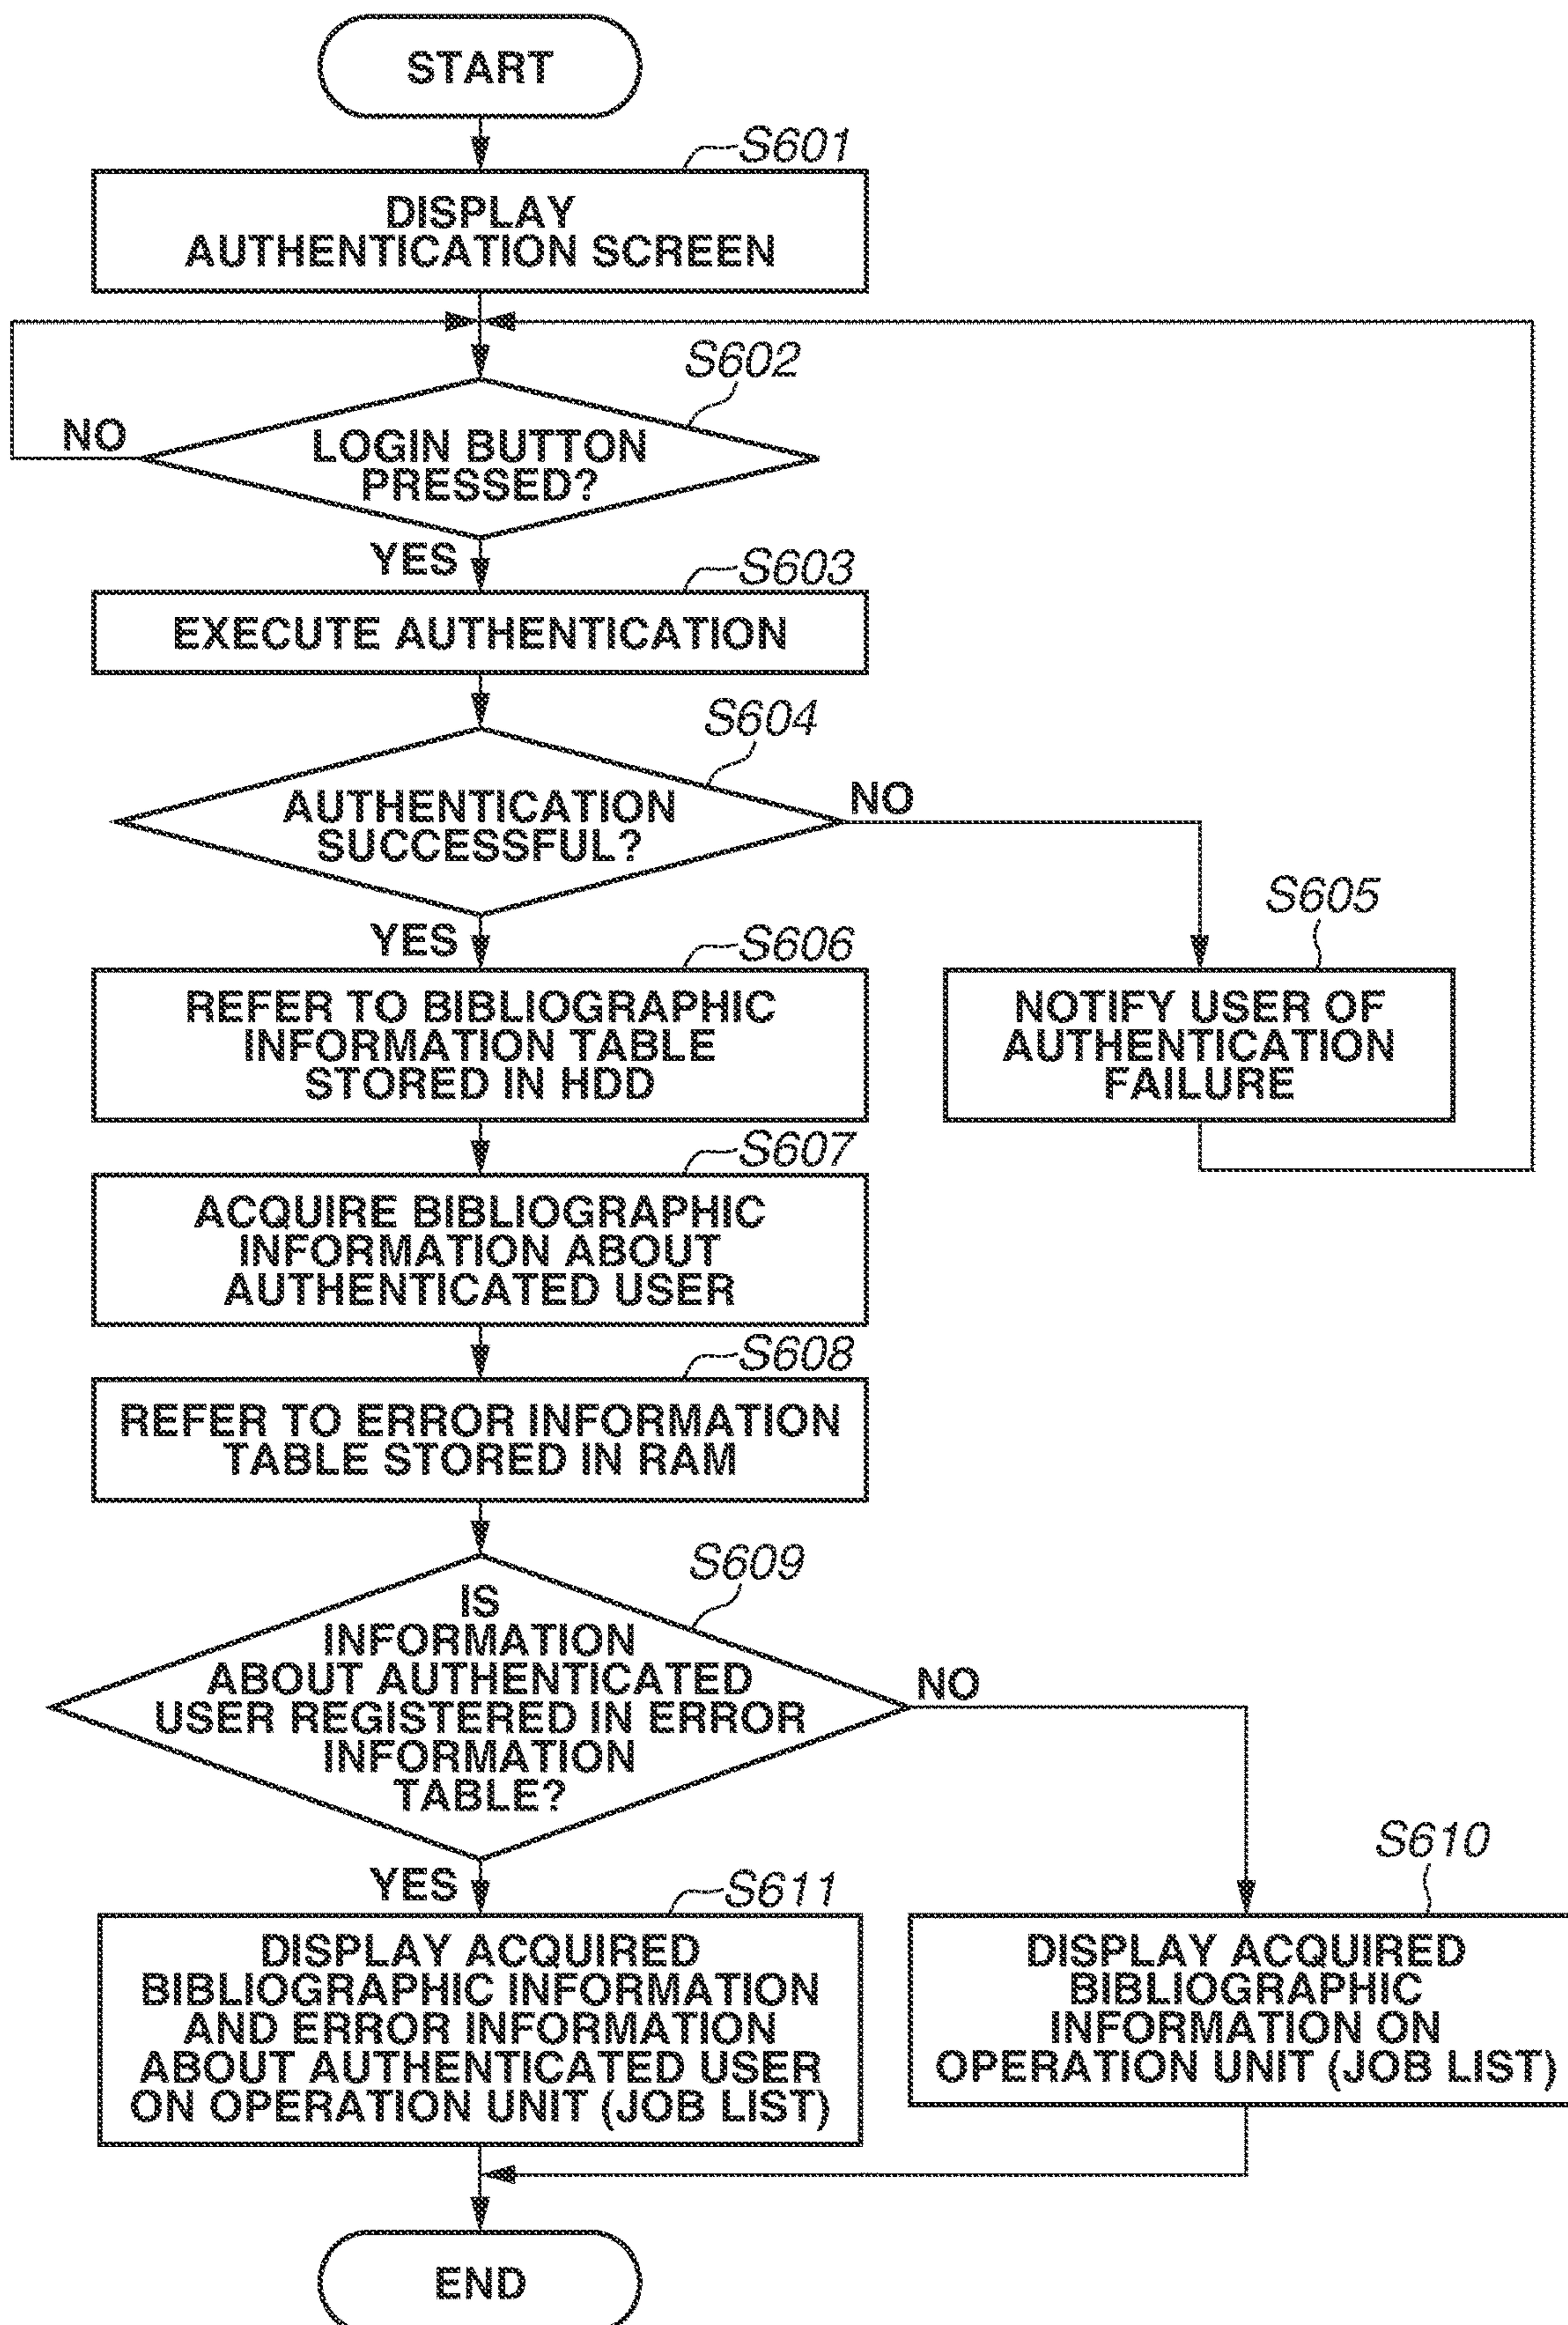 START
S601
DISPLAY
AUTHENTICATION SCREEN
S602
LOGIN BUTTON
PRESSED?
NO
YES
S603
EXECUTE AUTHENTICATION
S604
AUTHENTICATION
SUCCESSFUL?
NO
YES
S605
NOTIFY USER OF
AUTHENTICATION
FAILURE
S606
REFER TO BIBLIOGRAPHIC
INFORMATION TABLE
STORED IN HDD
S607
ACQUIRE BIBLIOGRAPHIC
INFORMATION ABOUT
AUTHENTICATED USER
S608
REFER TO ERROR INFORMATION
TABLE STORED IN RAM
S609
IS
INFORMATION
ABOUT AUTHENTICATED
USER REGISTERED IN ERROR
INFORMATION
TABLE?
NO
YES
S611
DISPLAY ACQUIRED
BIBLIOGRAPHIC INFORMATION
AND ERROR INFORMATION
ABOUT AUTHENTICATED USER
ON OPERATION UNIT (JOB LIST)
S610
DISPLAY ACQUIRED
BIBLIOGRAPHIC
INFORMATION ON
OPERATION UNIT (JOB LIST)
END